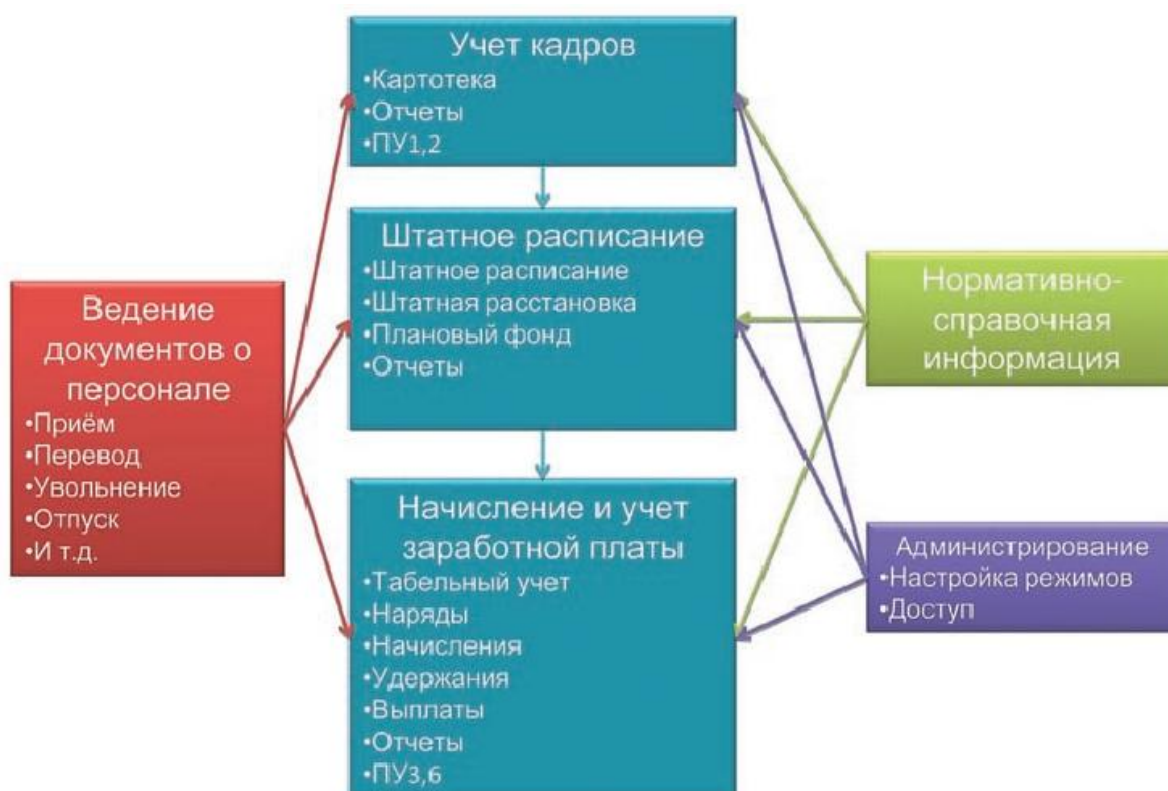 Учет кадров
•Картотека
•Отчеты
•ПУ1,2
Штатное расписание
•Штатное расписание
•Штатная расстановка
•Плановый фонд
•Отчеты
Ведение
документов о
персонале
•Приём
•Перевод
•Увольнение
•Отпуск
•И т.д.
Начисление и учет
заработной платы
•Табельный учет
•Наряды
•Начисления
•Удержания
•Выплаты
•Отчеты
•ПУ3,6
Нормативно-
справочная
информация
Администрирование
•Настройка режимов
•Доступ